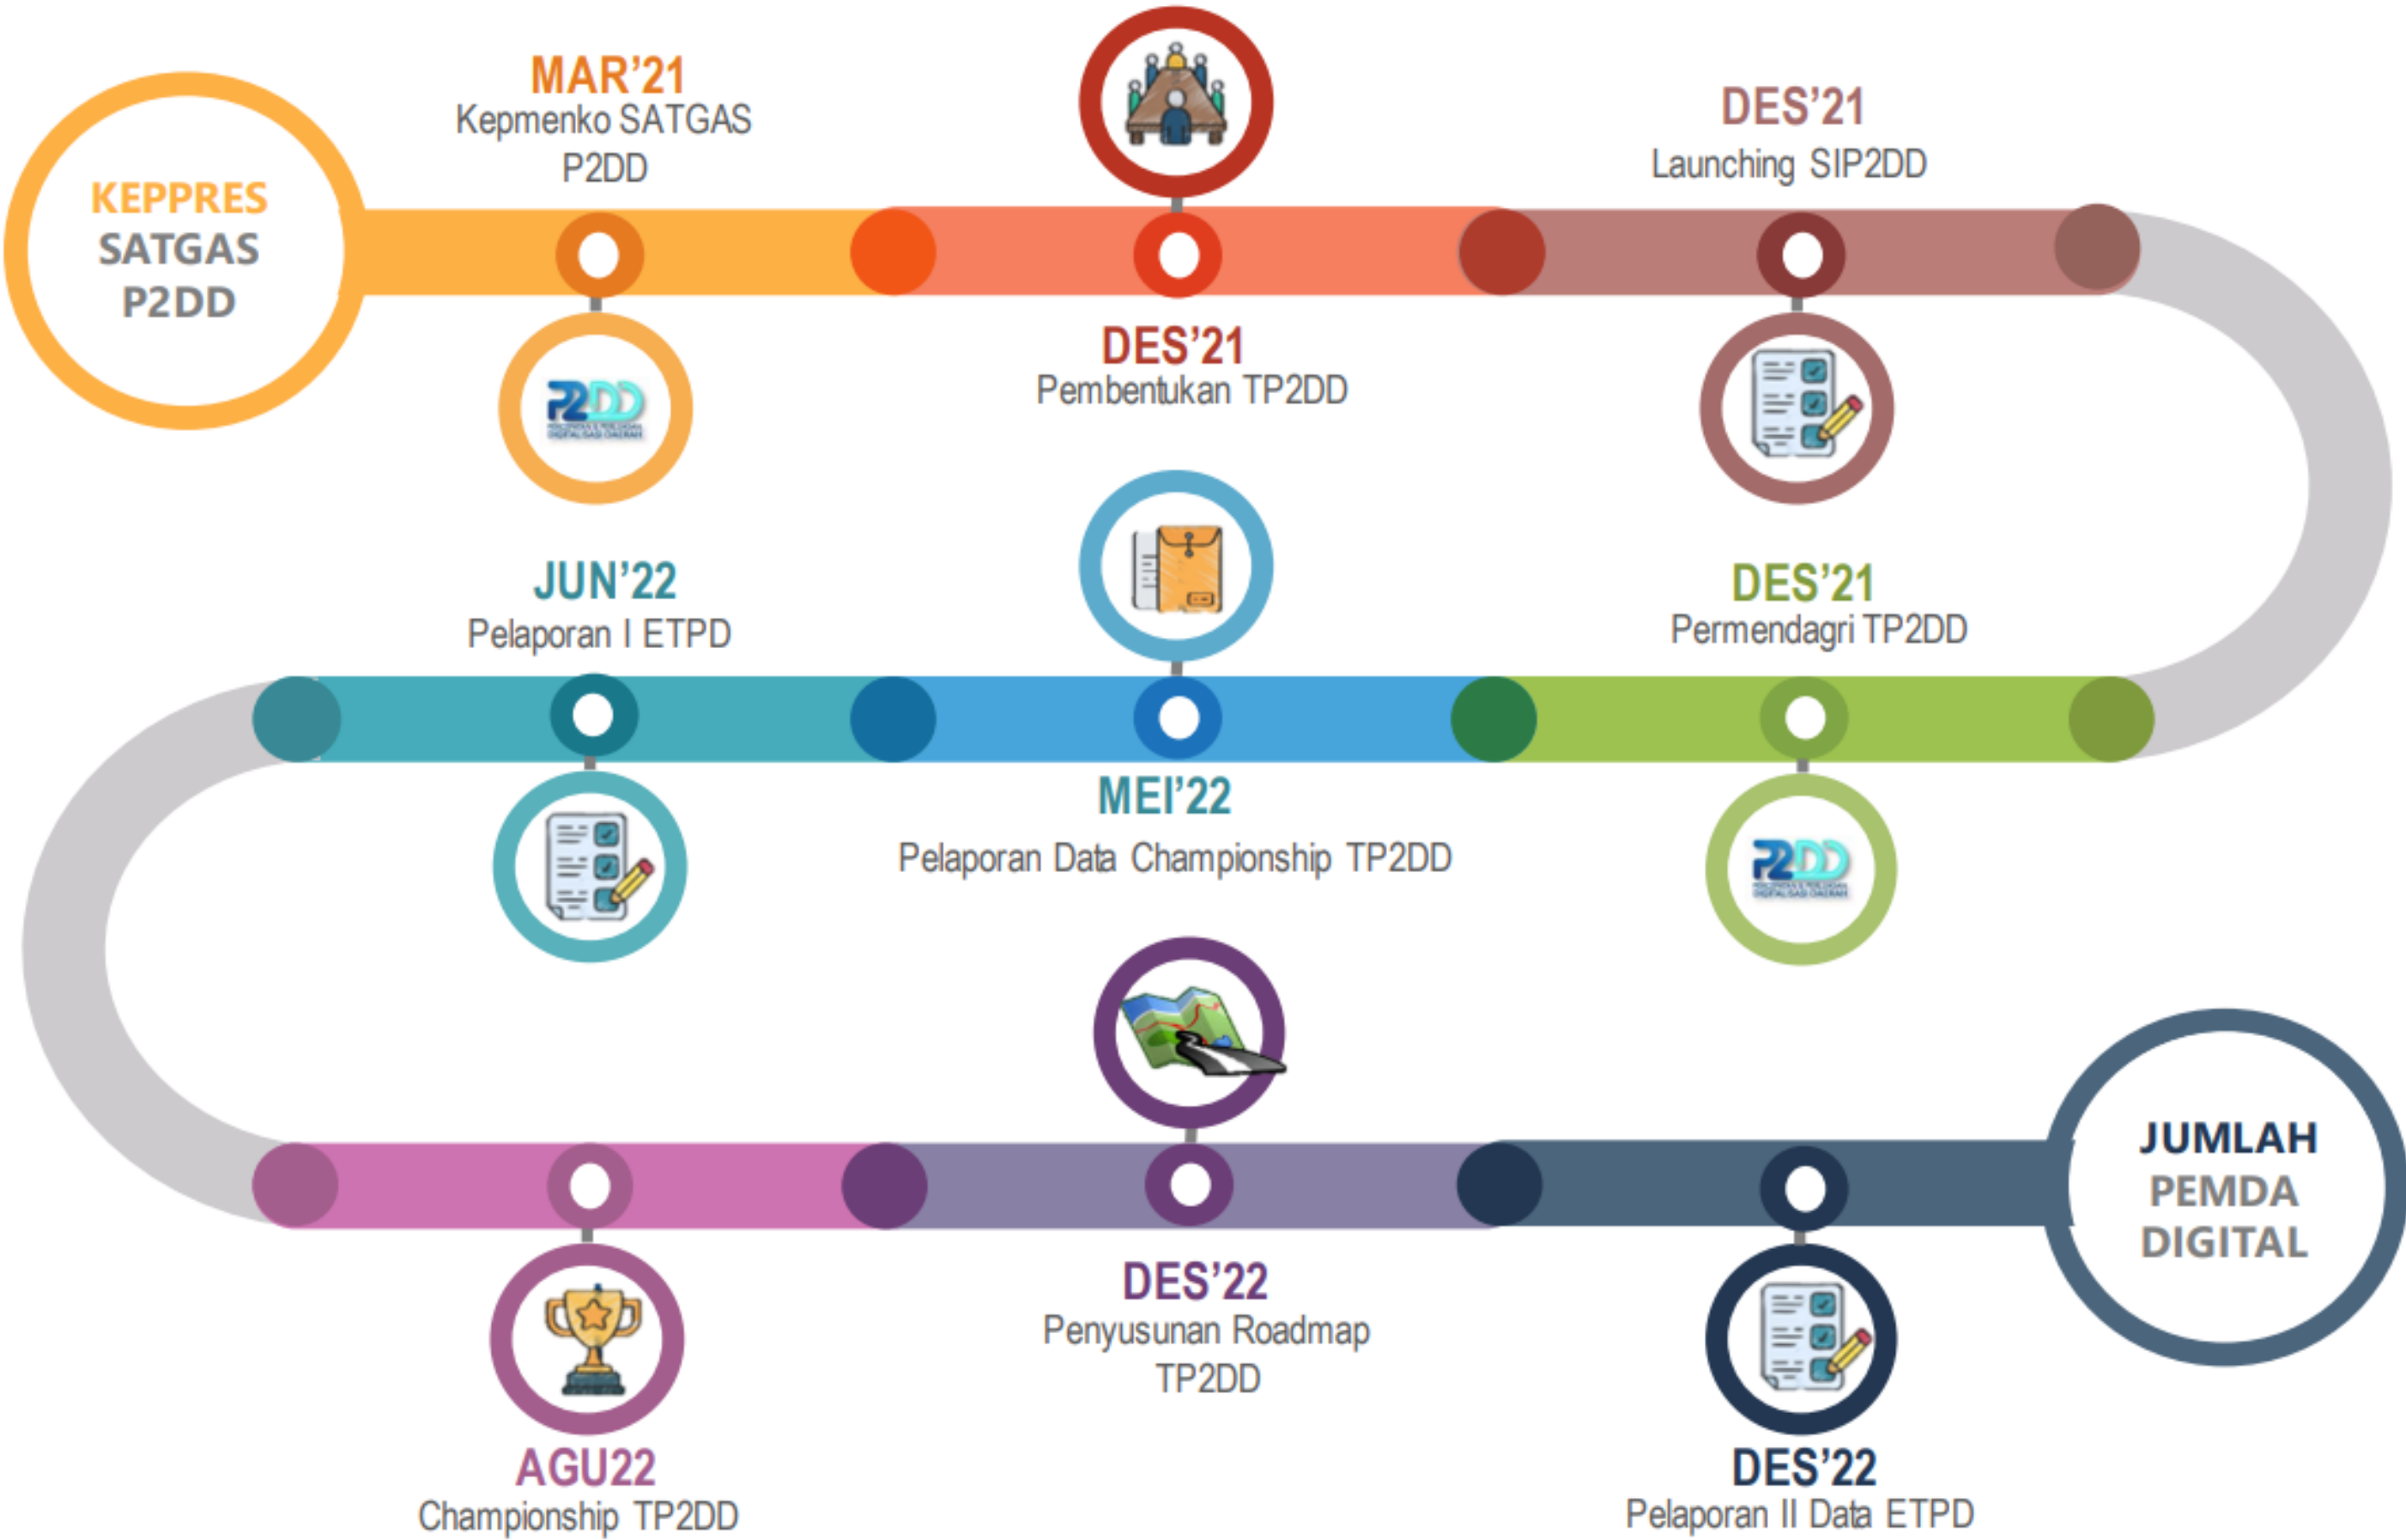 KEPPRES
SATGAS
P2DD
MAR’21
Kepmenko SATGAS
P2DD
P2DD
DES’21
Pembentukan TP2DD
DES’21
Launching SIP2DD
DES’21
Permendagri TP2DD
P2DD
MEI’22
Pelaporan Data Championship TP2DD
JUN’22
Pelaporan I ETPD
AGU22
Championship TP2DD
DES’22
Penyusunan Roadmap
TP2DD
DES’22
Pelaporan II Data ETPD
JUMLAH
PEMDA
DIGITAL